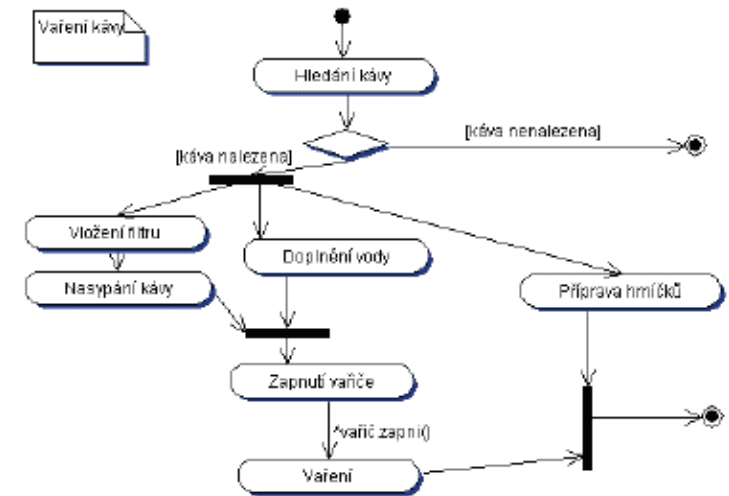 Vaření kávy
Hledání kávy
[káva nenalezena]
[káva nalezena]
Vložení filtru
Doplnění vody
Nasypání kávy
Příprava hrníčků
Zapnutí vařiče
^vařič.zapni()
Vaření